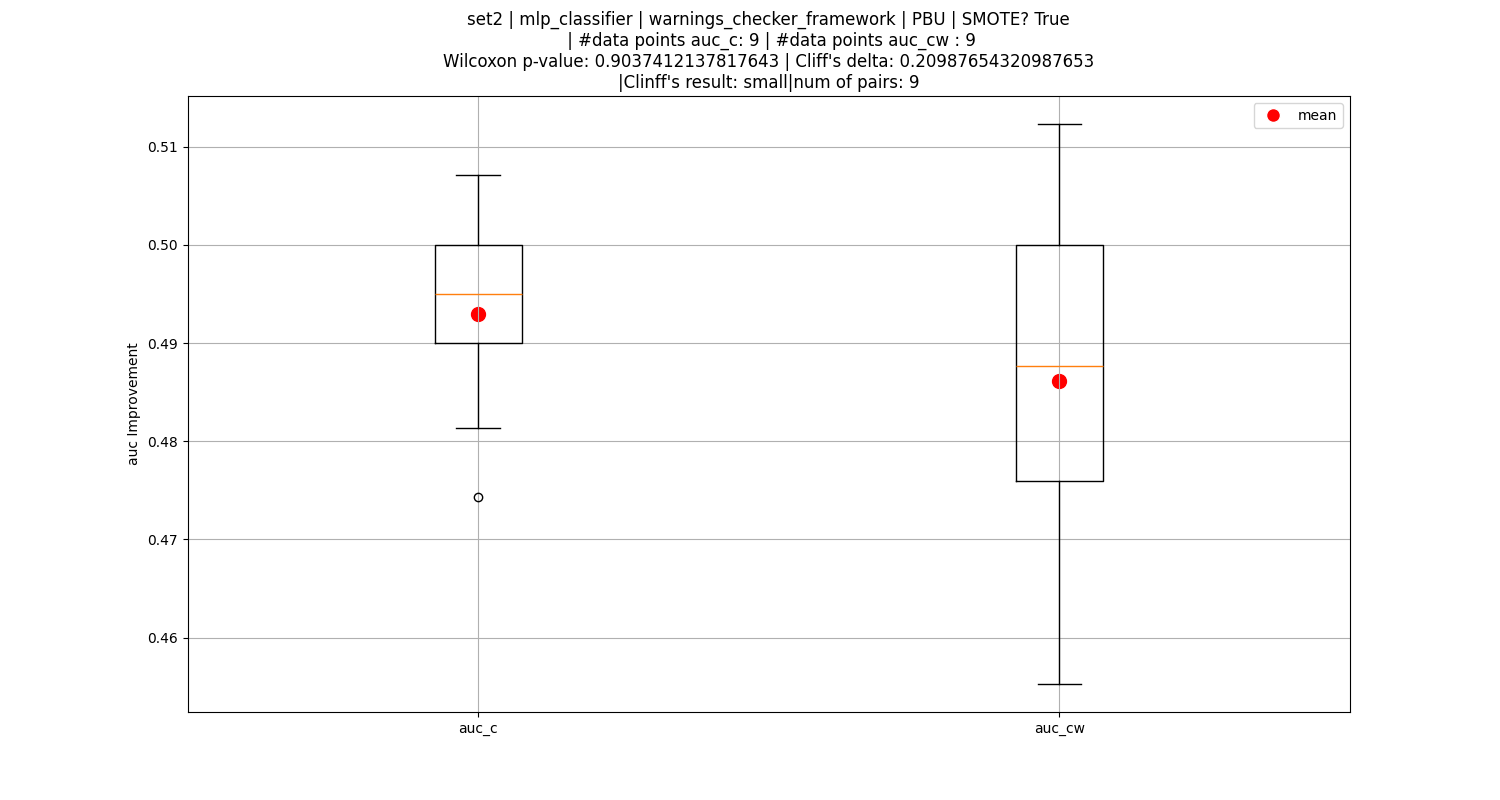 set2 | mlp_classifier | warnings_checker_framework | PBU | SMOTE? True
| #data points auc_c: 9 | #data points auc_cw : 9
Wilcoxon p-value: 0.9037412137817643 | Cliff's delta: 0.20987654320987653
|Clinff's result: small|num of pairs: 9
mean
0.51
0.50
0.49
0.48
0.47
0.46
auc Improvement
auc_c
auc_cw